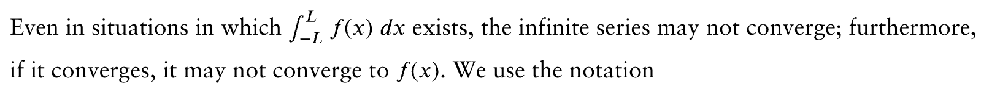 Even in situations in which $\int_{-L}^{L} f(x)\ dx$ exists, the infinite series may not converge; furthermore,
if it converges, it may not converge to $f(x)$. We use the notation